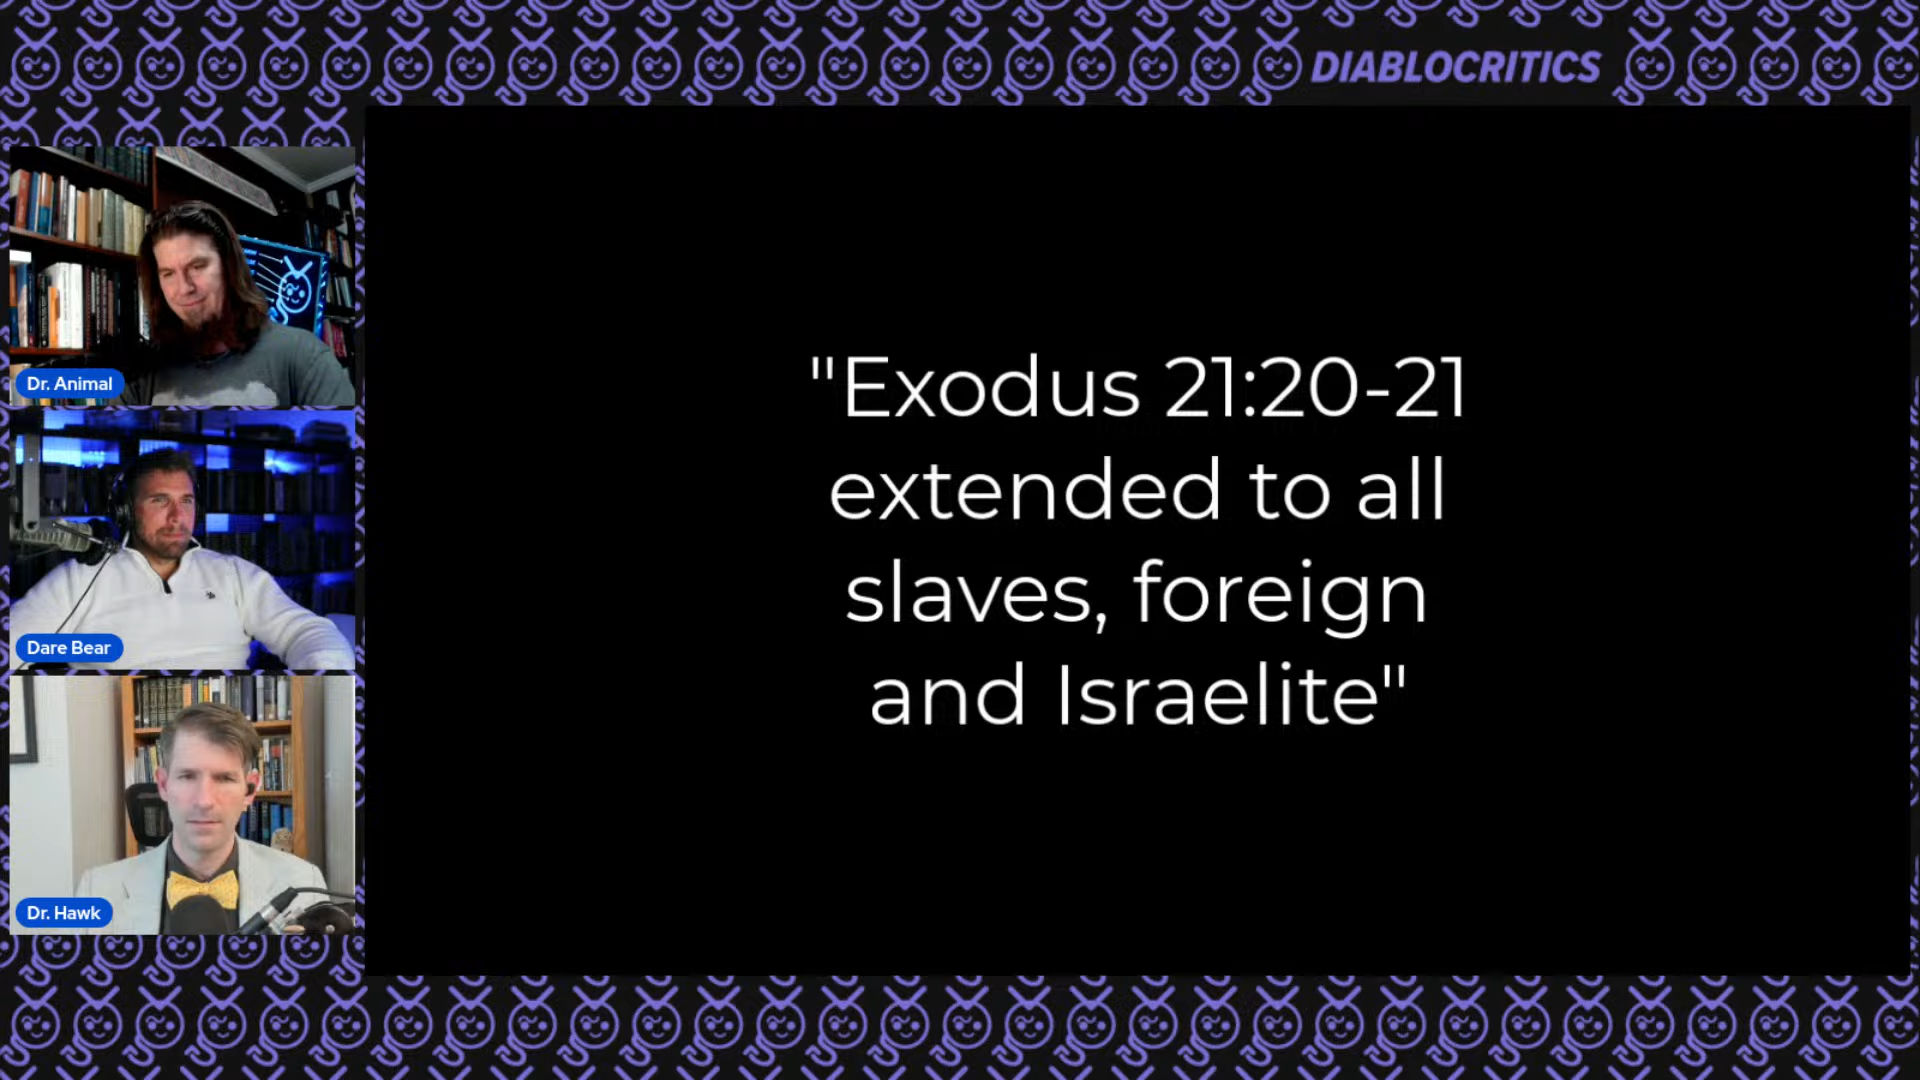 DIABLOCRITICS
Dr. Animal
Dare Bear
Dr. Hawk
"Exodus 21:20-21
extended to all
slaves, foreign
and Israelite"